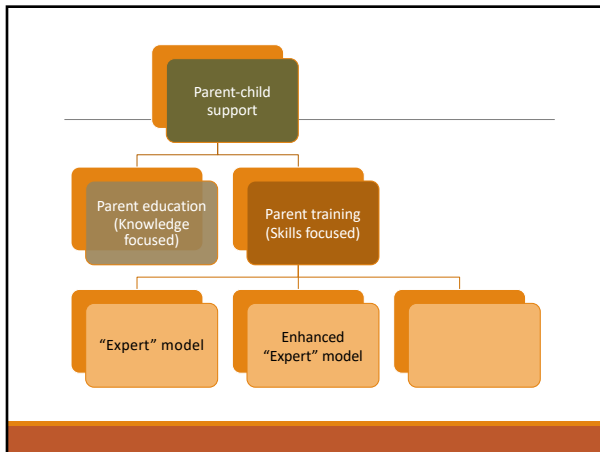 Parent-child
support
Parent education
(Knowledge
focused)
Parent training
(Skills focused)
“Expert” model
Enhanced
“Expert” model